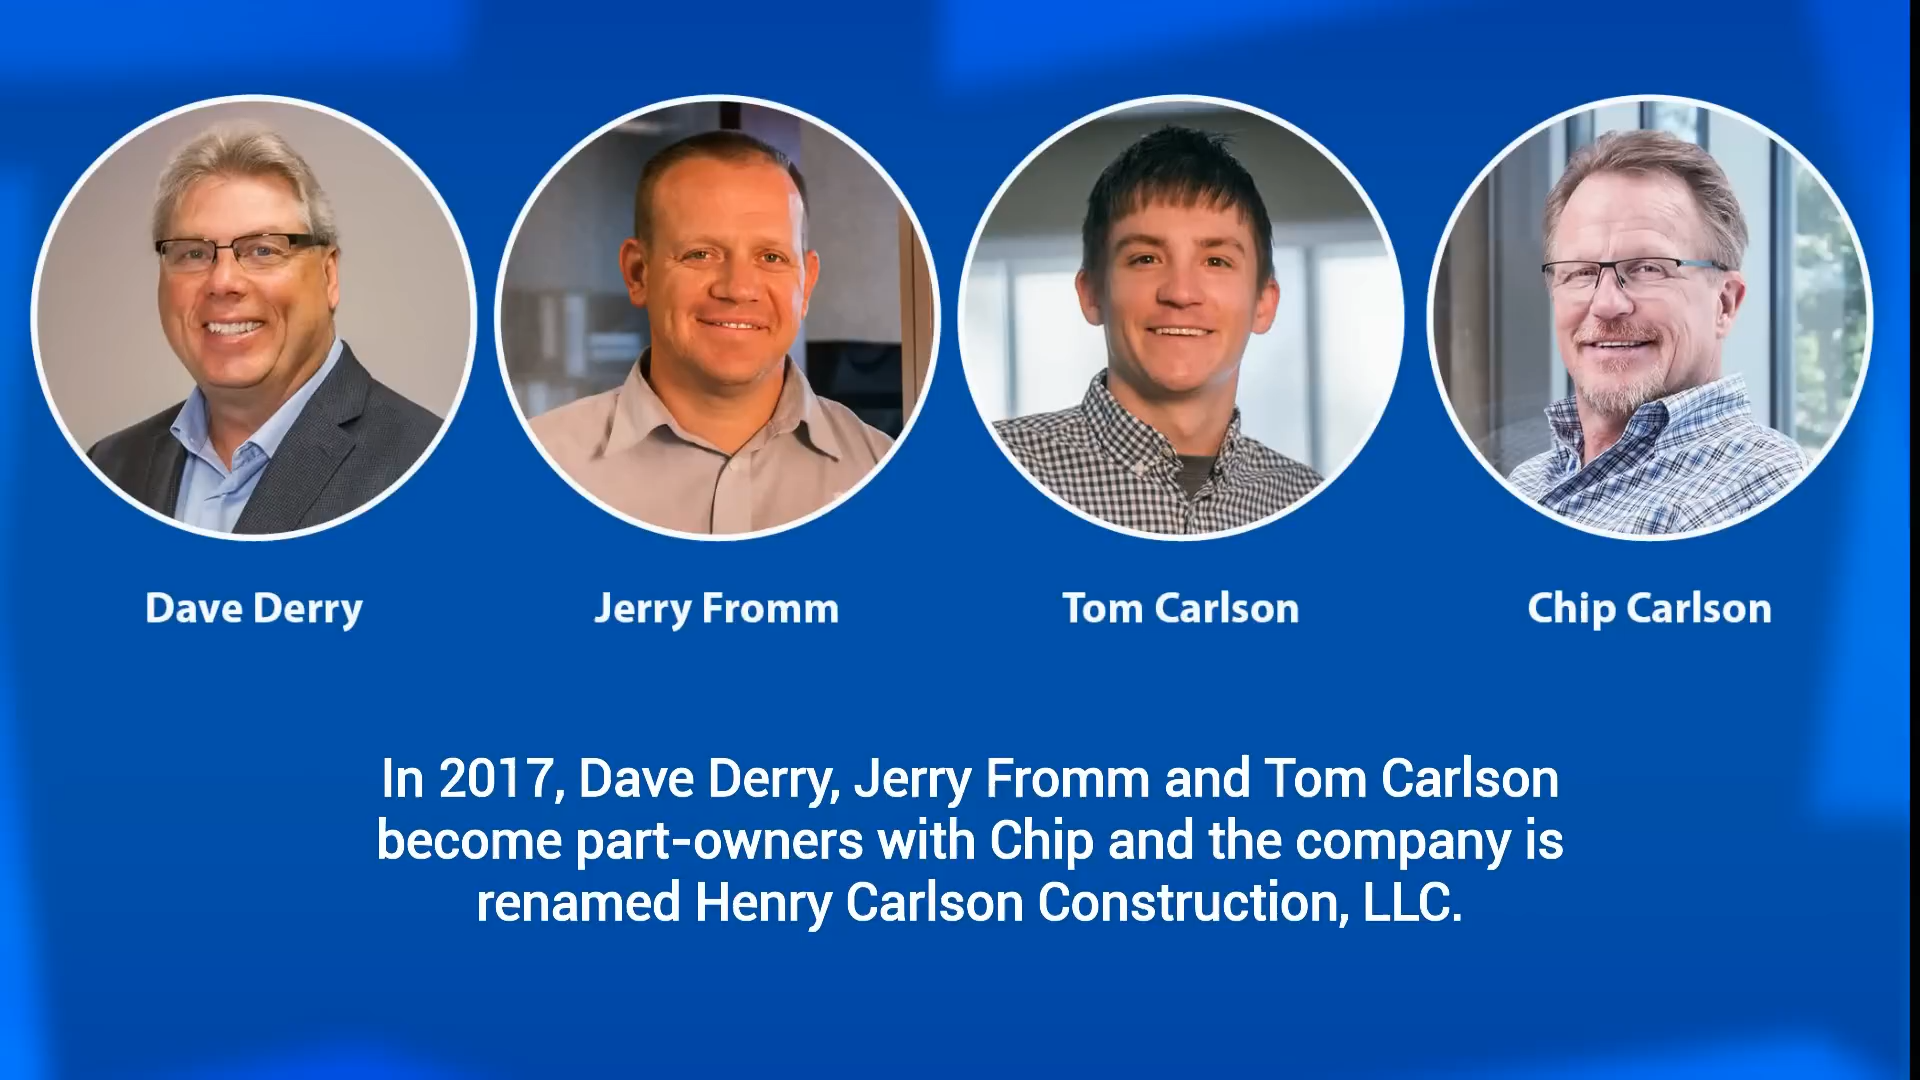 Dave Derry
Jerry Fromm
Tom Carlson
Chip Carlson
In 2017, Dave Derry, Jerry Fromm and Tom Carlson
become part-owners with Chip and the company is
renamed Henry Carlson Construction, LLC.